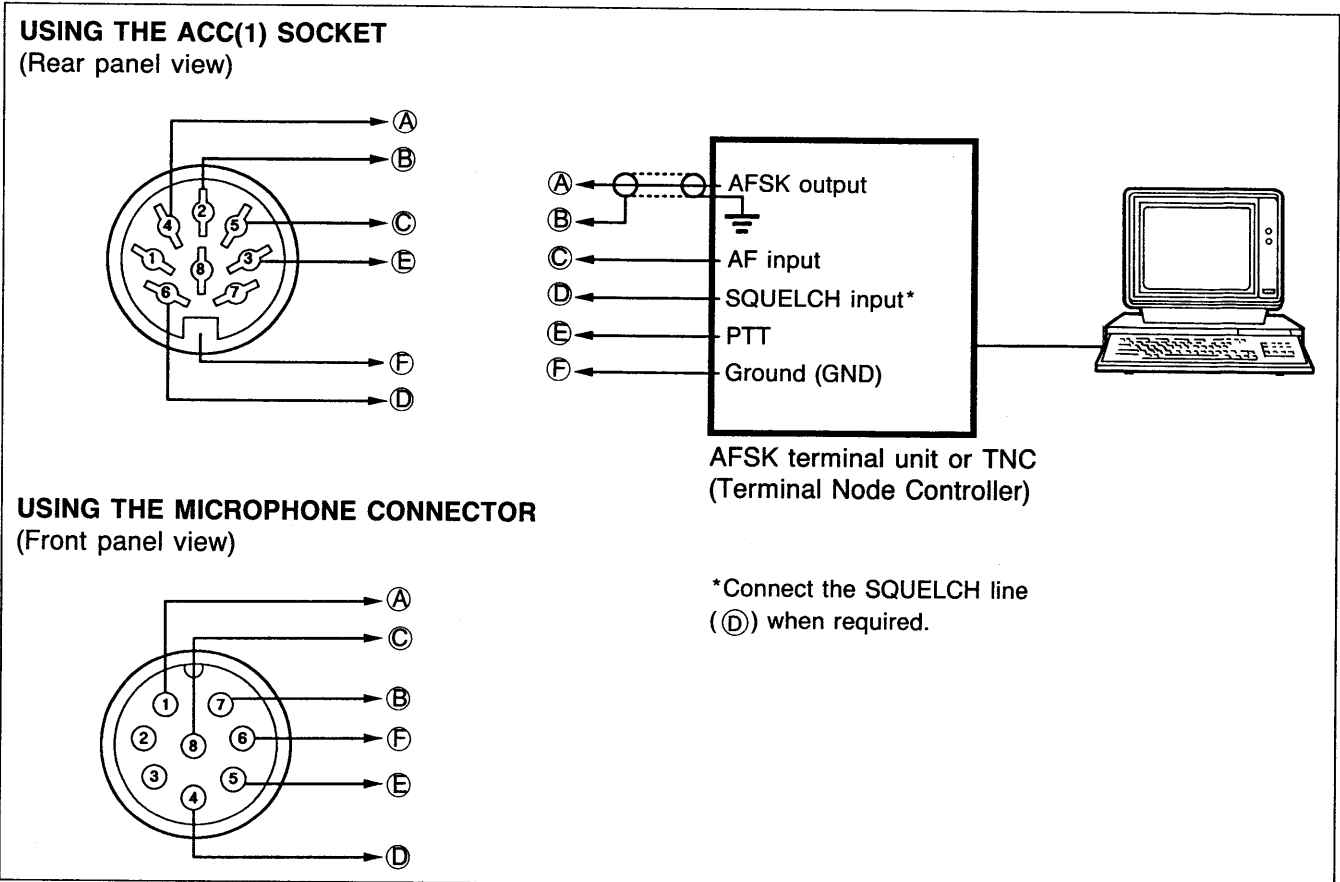 USING THE ACC(1) SOCKET
(Rear panel view)
A
B
4
2
5
C
1
8
3
E
6
7
F
D
A
AFSK output
B
C
AF input
D
SQUELCH input*
E
PTT
F
Ground (GND)
AFSK terminal unit or TNC
(Terminal Node Controller)
USING THE MICROPHONE CONNECTOR
(Front panel view)
*Connect the SQUELCH line
(D) when required.
A
C
1
7
B
2
8
6
F
3
5
E
4
D